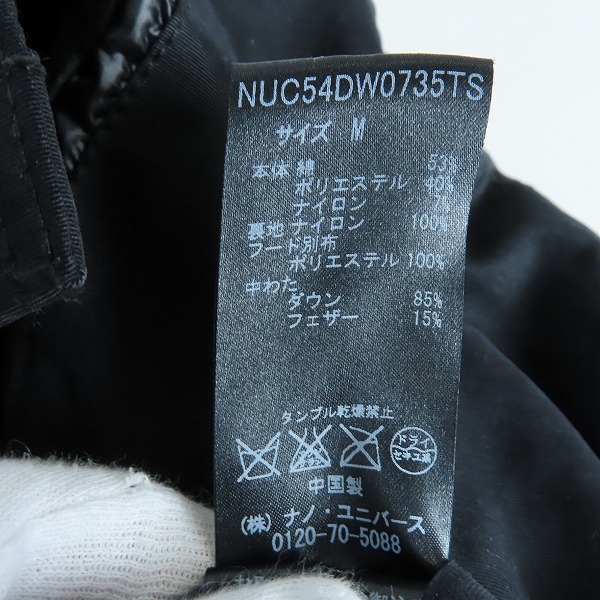 NUC54DW0735TS
サイズ M
本体 綿 53%
ポリエステル 40%
ナイロン 7%
裏地 ナイロン 100%
フード別布
ポリエステル 100%
中わた
ダウン 85%
フェザー 15%
タンブル乾燥禁止
ドライ
セキユ系
中国製
(株) ナノ・ユニバース
0120-70-5088